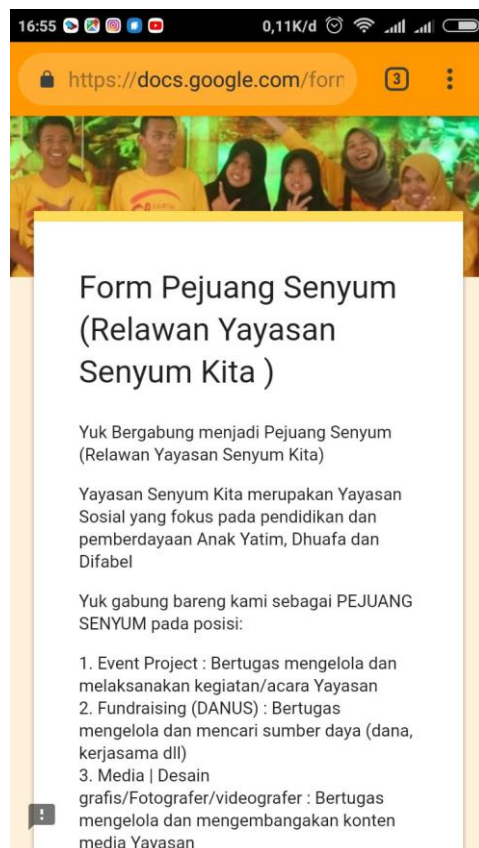 16:55
0,11K/d
https://docs.google.com/forn
3
Form Pejuang Senyum
(Relawan Yayasan
Senyum Kita )
Yuk Bergabung menjadi Pejuang Senyum
(Relawan Yayasan Senyum Kita)
Yayasan Senyum Kita merupakan Yayasan
Sosial yang fokus pada pendidikan dan
pemberdayaan Anak Yatim, Dhuafa dan
Difabel
Yuk gabung bareng kami sebagai PEJUANG
SENYUM pada posisi:
1. Event Project : Bertugas mengelola dan
melaksanakan kegiatan/acara Yayasan
2. Fundraising (DANUS) : Bertugas
mengelola dan mencari sumber daya (dana,
kerjasama dll)
3. Media | Desain
grafis/Fotografer/videografer : Bertugas
mengelola dan mengembangakan konten
media Yayasan